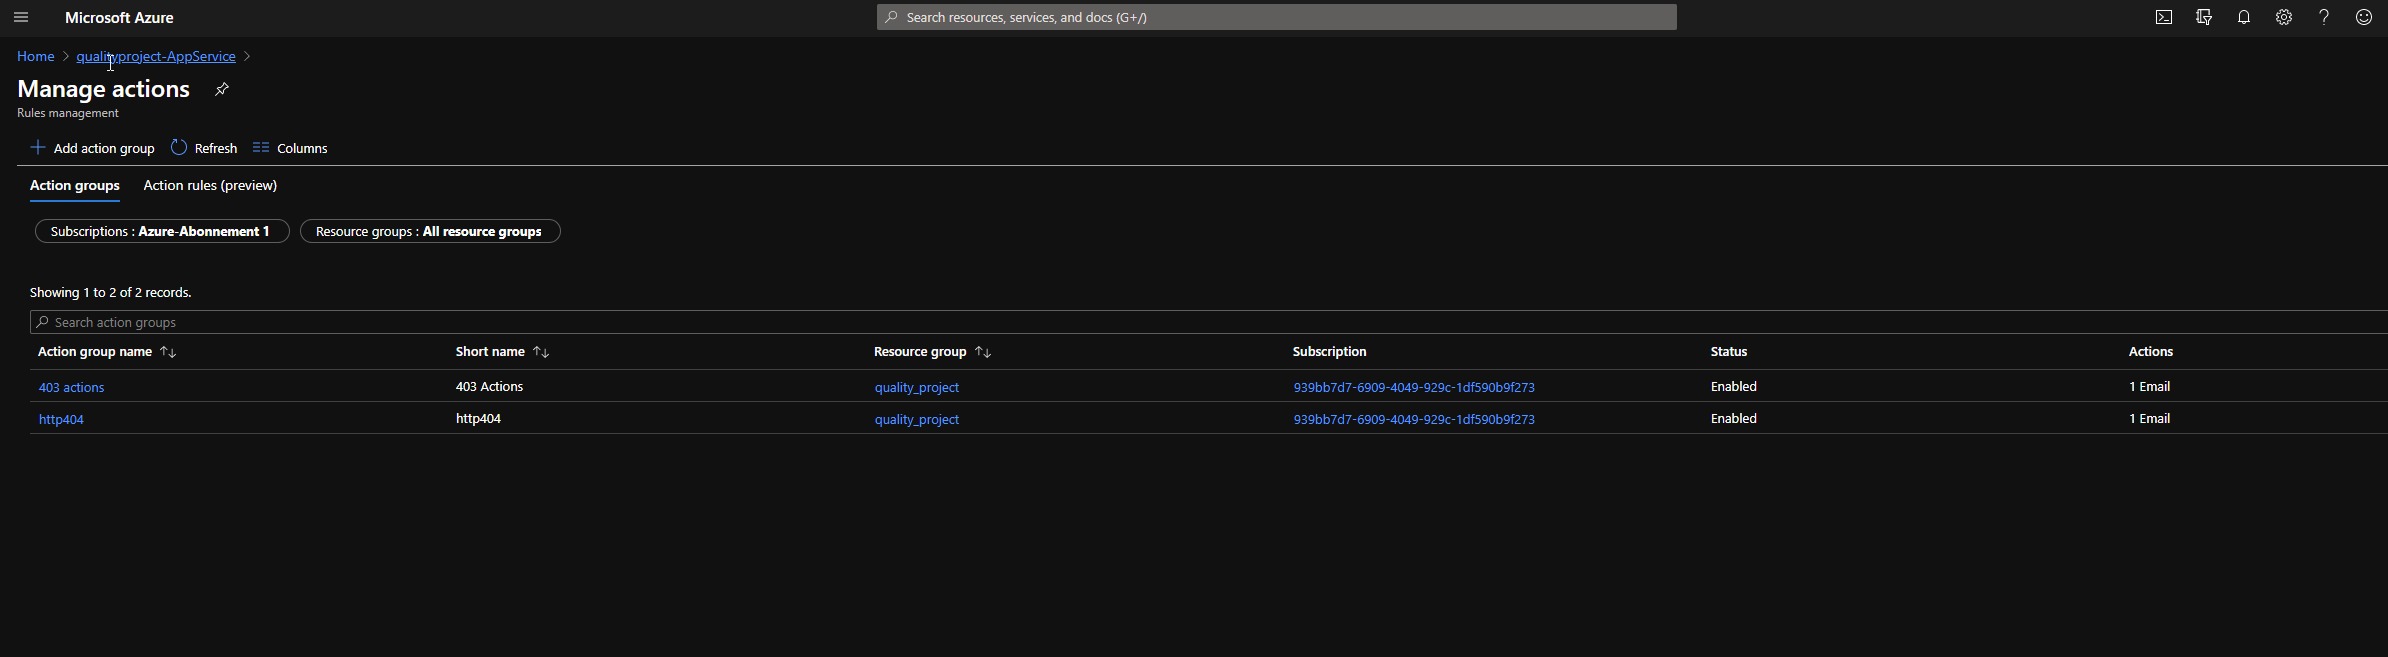 Microsoft Azure
Search resources, services, and docs (G+/)
Home > qualityproject-AppService >
Manage actions
Rules management
Add action group Refresh Columns
Action groups Action rules (preview)
Subscriptions : Azure-Abonnement 1 Resource groups : All resource groups
Showing 1 to 2 of 2 records.
Search action groups
Action group name ↑↓ Short name ↑↓ Resource group ↑↓ Subscription Status Actions
403 actions 403 Actions quality_project 939bb7d7-6909-4049-929c-1df590b9f273 Enabled 1 Email
http404 http404 quality_project 939bb7d7-6909-4049-929c-1df590b9f273 Enabled 1 Email